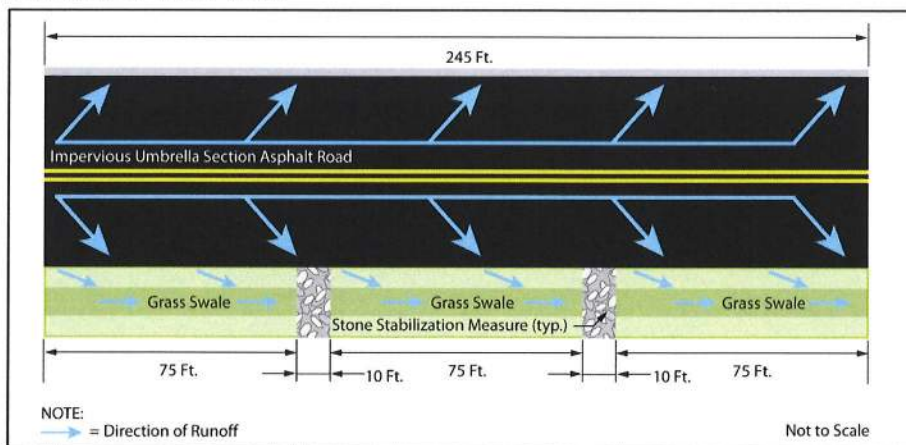 245 Ft.
Impervious Umbrella Section Asphalt Road
Grass Swale
Grass Swale
Grass Swale
Stone Stabilization Measure (typ.)
75 Ft.
10 Ft.
75 Ft.
10 Ft.
75 Ft.
NOTE:
= Direction of Runoff
Not to Scale